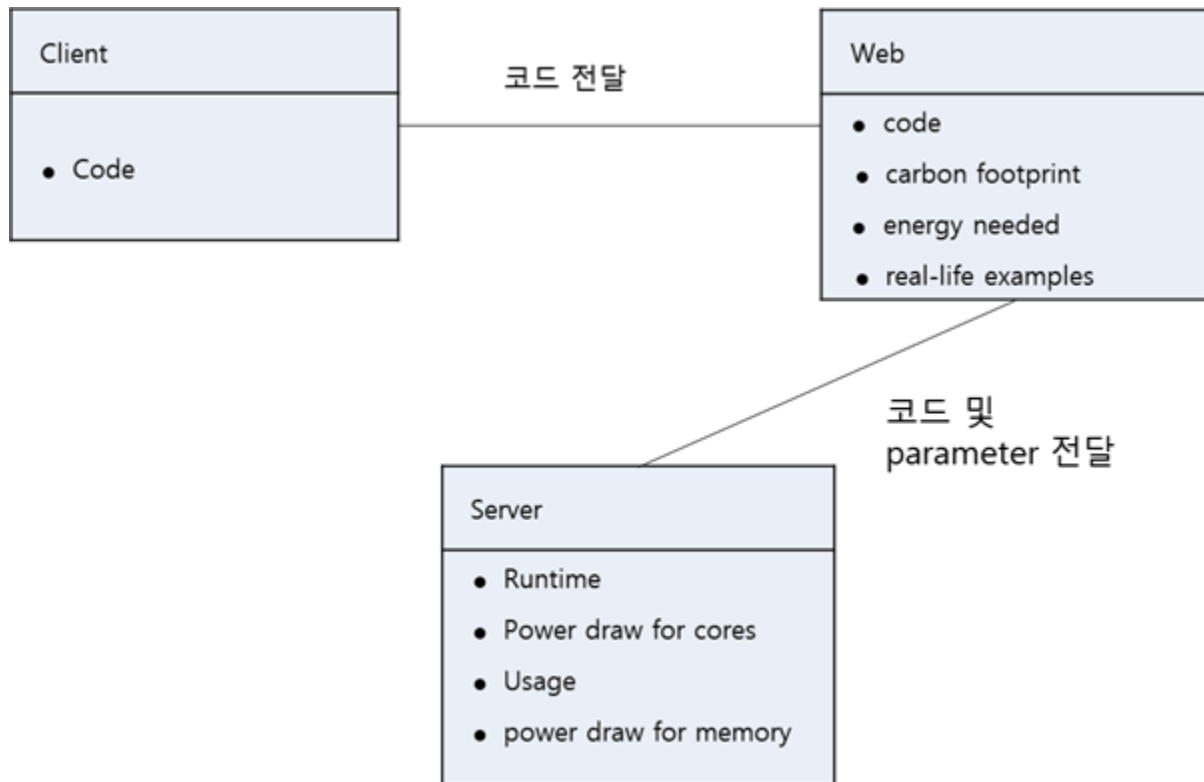 Client
● Code
코드 전달
Web
● code
● carbon footprint
● energy needed
● real-life examples
코드 및
parameter 전달
Server
● Runtime
● Power draw for cores
● Usage
● power draw for memory